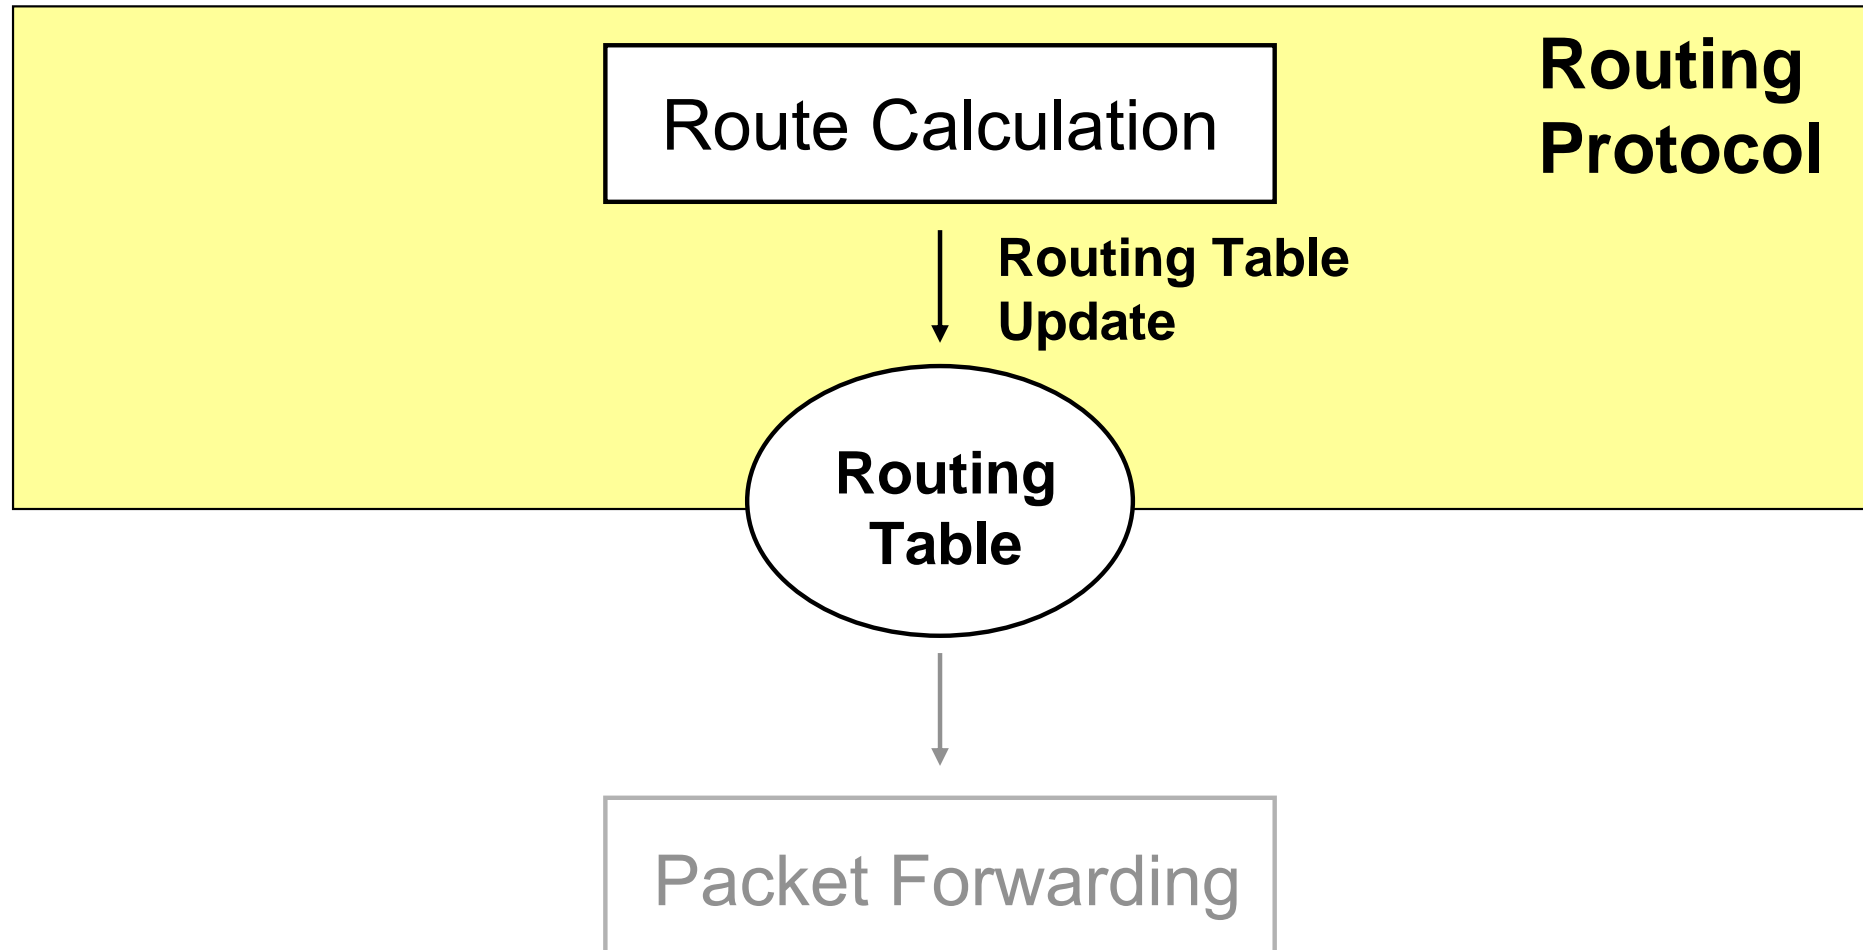 Routing
Protocol
Route Calculation
Routing Table
Update
Routing
Table
Packet Forwarding